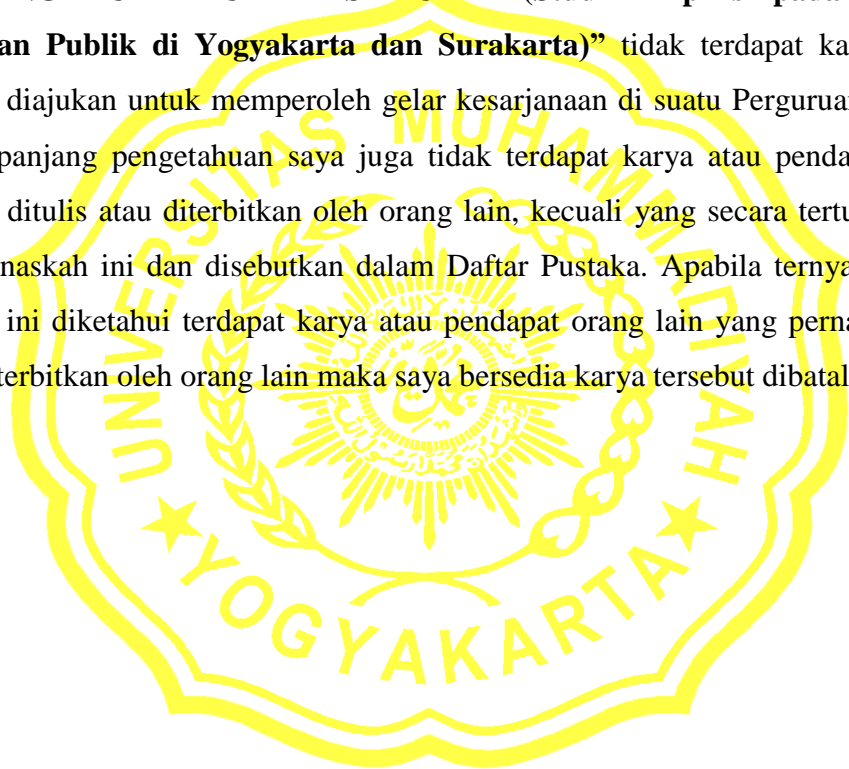 an Publik di Yogyakarta dan Surakarta)” tidak terdapat ka
diajukan untuk memperoleh gelar kesarjanaan di suatu Perguruan
panjang pengetahuan saya juga tidak terdapat karya atau penda
ditulis atau diterbitkan oleh orang lain, kecuali yang secara tertu
naskah ini dan disebutkan dalam Daftar Pustaka. Apabila ternya
ini diketahui terdapat karya atau pendapat orang lain yang perna
terbitkan oleh orang lain maka saya bersedia karya tersebut dibatal
UNIVERSITAS MUHAMMADIYAH
YOGYAKARTA